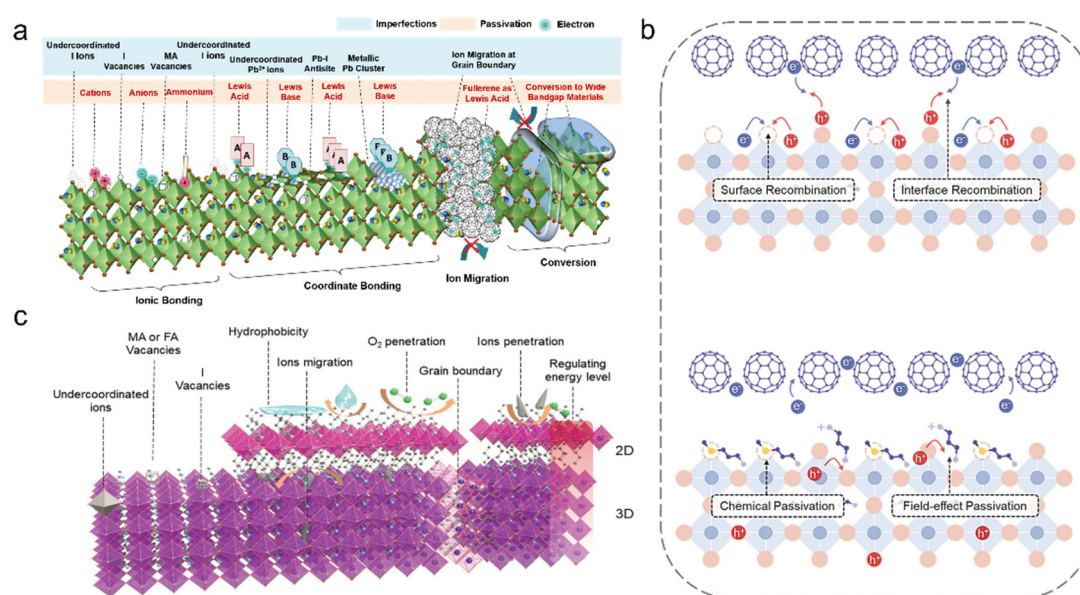 a
Imperfections
Passivation
Electron
Undercoordinated
I Ions
I
Vacancies
MA
Vacancies
Undercoordinated
I ions
Undercoordinated
Pb²⁺ ions
Pb-I
Antisite
Metallic
Pb Cluster
Ion Migration at
Grain Boundary
Cations
Anions
Ammonium
Lewis
Acid
Lewis
Base
Lewis
Acid
Lewis
Base
Fullerene as
Lewis Acid
Conversion to Wide
Bandgap Materials
A
A
B
B
A
B
B
Ionic Bonding
Coordinate Bonding
Ion Migration
Conversion
b
e⁻
e⁻
h⁺
h⁺
e⁻
h⁺
e⁻
h⁺
e⁻
h⁺
Surface Recombination
Interface Recombination
e⁻
e⁻
e⁻
e⁻
e⁻
e⁻
h⁺
h⁺
Chemical Passivation
Field-effect Passivation
h⁺
h⁺
h⁺
c
MA or FA
Vacancies
Undercoordinated
ions
I
Vacancies
Hydrophobicity
Ions migration
O₂ penetration
Grain boundary
Ions penetration
Regulating
energy level
2D
3D